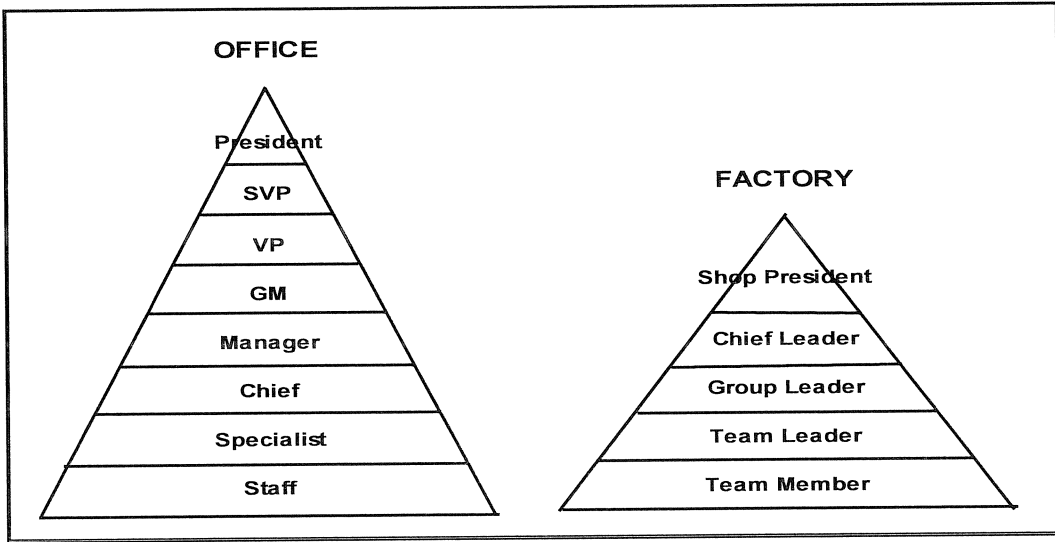 OFFICE
President
SVP
VP
GM
Manager
Chief
Specialist
Staff
FACTORY
Shop President
Chief Leader
Group Leader
Team Leader
Team Member